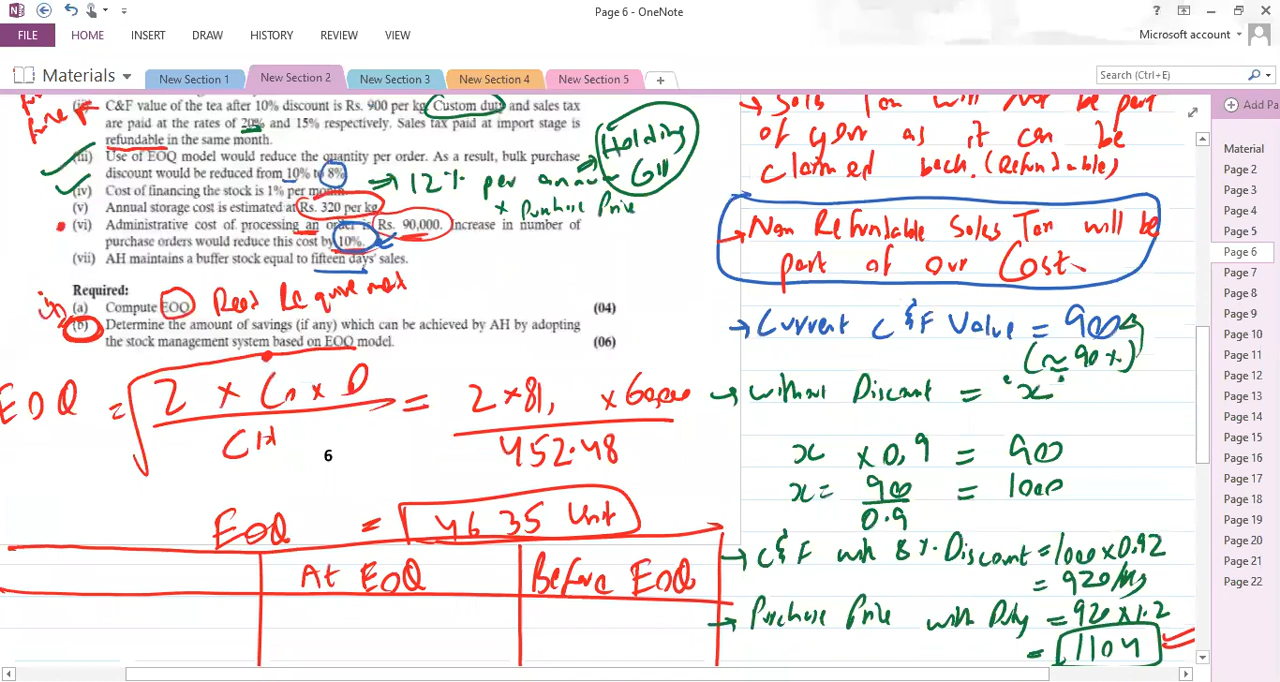 Page 6 - OneNote
FILE HOME INSERT DRAW HISTORY REVIEW VIEW
Microsoft account
Materials New Section 1 New Section 2 New Section 3 New Section 4 New Section 5 +
Search (Ctrl+E)
Add Pa
C&F value of the tea after 10% discount is Rs. 900 per kg. Custom duty and sales tax
are paid at the rates of 20% and 15% respectively. Sales tax paid at import stage is
refundable in the same month.
(iii) Use of EOQ model would reduce the quantity per order. As a result, bulk purchase
discount would be reduced from 10% to 8%
(iv) Cost of financing the stock is 1% per month.
→ 12% per annum
x Purchase Price
Holding
(v) Annual storage cost is estimated at Rs. 320 per kg.
(vi) Administrative cost of processing an order is Rs. 90,000. Increase in number of
purchase orders would reduce this cost by 10%.
(vii) AH maintains a buffer stock equal to fifteen days' sales.
Required:
(a) Compute EOQ (04)
Read Requirement
(b) Determine the amount of savings (if any) which can be achieved by AH by adopting
the stock management system based on EOQ model. (06)
EOQ = √ 2 x Co x D = 2 x 81, x 60000
CH 452.48
6
EOQ = 4635 Unit
At EOQ Before EOQ
→ Sales Tax will Not be part
of your as it can be
claimed back. (Refundable)
→ Non Refundable Sales Tax will be
part of our Cost
→ Current C&F Value = 900
(≈ 90%)
→ without Discount = 'x'
x x 0.9 = 900
x = 900 = 1000
0.9
→ C&F with 8% Discount = 1000 x 0.92
= 920/kg
→ Purchase Price with Duty = 920 x 1.2
= 1104
Material
Page 2
Page 3
Page 4
Page 5
Page 6
Page 7
Page 8
Page 9
Page 10
Page 11
Page 12
Page 13
Page 14
Page 15
Page 16
Page 17
Page 18
Page 19
Page 20
Page 21
Page 22